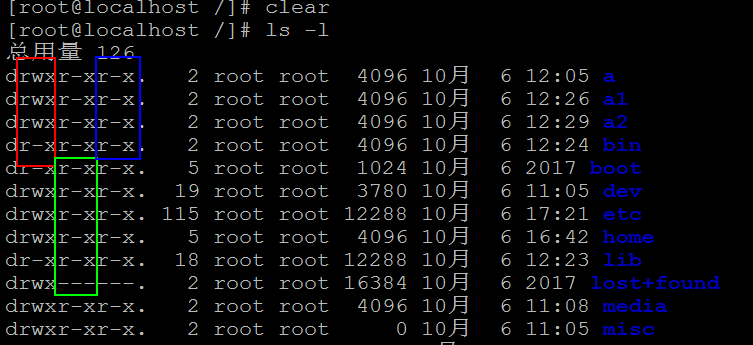 [root@localhost /]# clear
[root@localhost /]# ls -l
总用量 126
drwxr-xr-x. 2 root root 4096 10月 6 12:05 a
drwxr-xr-x. 2 root root 4096 10月 6 12:26 a1
drwxr-xr-x. 2 root root 4096 10月 6 12:29 a2
dr-xr-xr-x. 2 root root 4096 10月 6 12:24 bin
dr-xr-xr-x. 5 root root 1024 10月 6 2017 boot
drwxr-xr-x. 19 root root 3780 10月 6 11:05 dev
drwxr-xr-x. 115 root root 12288 10月 6 17:21 etc
drwxr-xr-x. 5 root root 4096 10月 6 16:42 home
dr-xr-xr-x. 18 root root 12288 10月 6 12:23 lib
drwx------. 2 root root 16384 10月 6 2017 lost+found
drwxr-xr-x. 2 root root 4096 10月 6 11:08 media
drwxr-xr-x. 2 root root 0 10月 6 11:05 misc